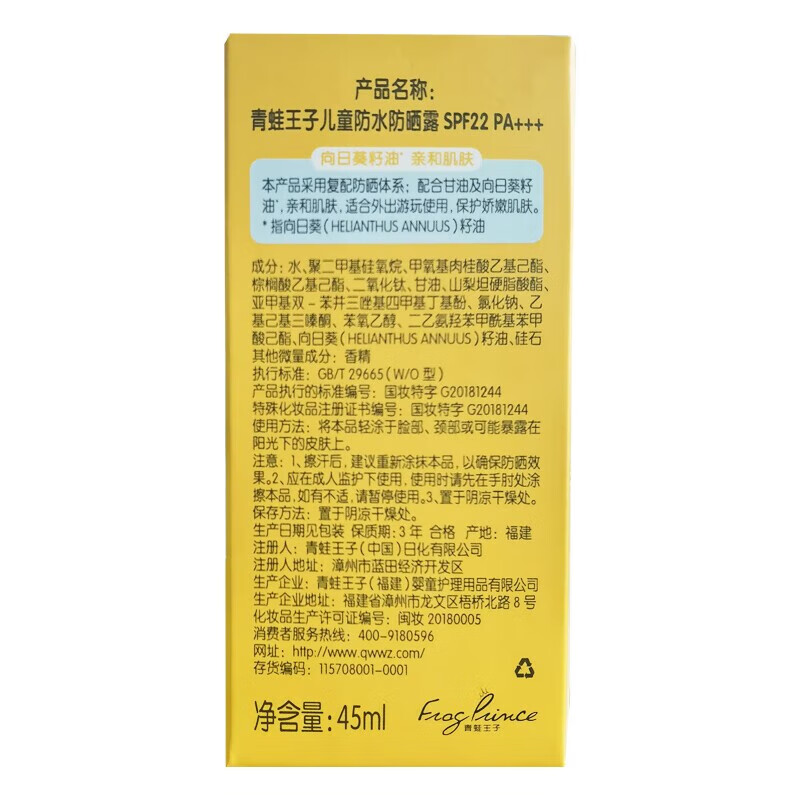 产品名称：
青蛙王子儿童防水防晒露 SPF22 PA+++
向日葵籽油* 亲和肌肤
本产品采用复配防晒体系；配合甘油及向日葵籽
油*，亲和肌肤，适合外出游玩使用，保护娇嫩肌肤。
* 指向日葵（HELIANTHUS ANNUUS）籽油
成分：水、聚二甲基硅氧烷、甲氧基肉桂酸乙基己酯、
棕榈酸乙基己酯、二氧化钛、甘油、山梨坦硬脂酸酯、
亚甲基双-苯并三唑基四甲基丁基酚、氯化钠、乙
基己基三嗪酮、苯氧乙醇、二乙氨羟苯甲酰基苯甲
酸己酯、向日葵（HELIANTHUS ANNUUS）籽油、硅石
其他微量成分：香精
执行标准：GB/T 29665（W/O 型）
产品执行的标准编号：国妆特字 G20181244
特殊化妆品注册证书编号：国妆特字 G20181244
使用方法：将本品轻涂于脸部、颈部或可能暴露在
阳光下的皮肤上。
注意：1、擦汗后，建议重新涂抹本品，以确保防晒效
果。2、应在成人监护下使用，使用时请先在手肘处涂
擦本品，如有不适，请暂停使用。3、置于阴凉干燥处。
保存方法：置于阴凉干燥处。
生产日期见包装 保质期：3 年 合格 产地：福建
注册人：青蛙王子（中国）日化有限公司
注册人地址：漳州市蓝田经济开发区
生产企业：青蛙王子（福建）婴童护理用品有限公司
生产企业地址：福建省漳州市龙文区梧桥北路 8 号
化妆品生产许可证编号：闽妆 20180005
消费者服务热线：400-9180596
网址：http://www.qwwz.com/
存货编码：115708001-0001
净含量：45ml
Frog Prince
青蛙王子